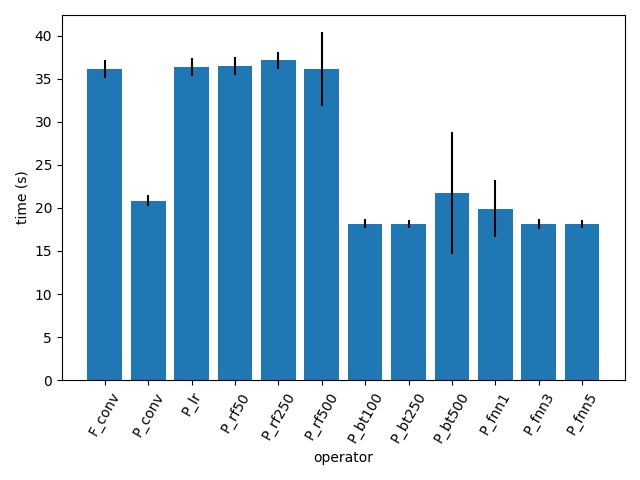 40
35
30
25
20
15
10
5
0
time (s)
F_conv
P_conv
P_lr
P_rf50
P_rf250
P_rf500
P_bt100
P_bt250
P_bt500
P_fnn1
P_fnn3
P_fnn5
operator